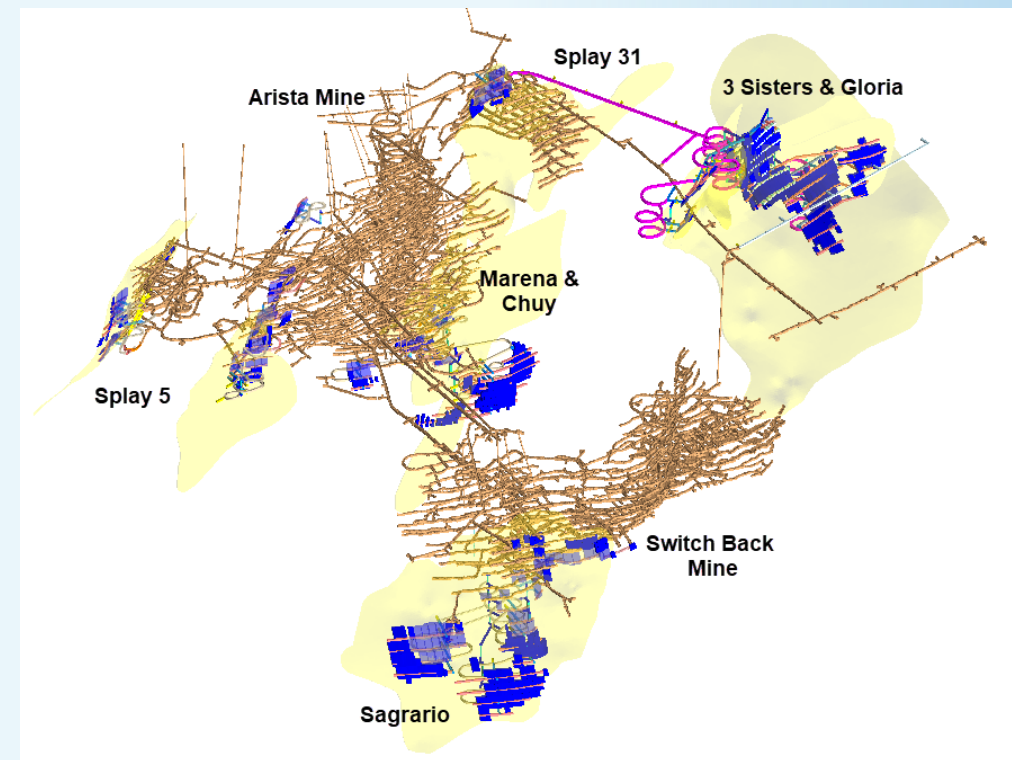 Splay 31
Arista Mine
3 Sisters & Gloria
Marena &
Chuy
Splay 5
Switch Back
Mine
Sagrario